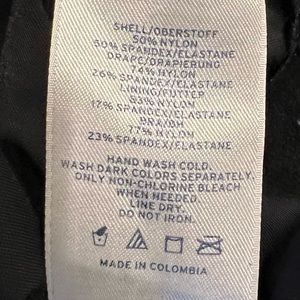 SHELL/OBERSTOFF
50% NYLON
50% SPANDEX/ELASTANE
DRAPE/DRAPIERUNG
74% NYLON
26% SPANDEX/ELASTANE
LINING/FUTTER
83% NYLON
17% SPANDEX/ELASTANE
BRA/BH
77% NYLON
23% SPANDEX/ELASTANE
HAND WASH COLD.
WASH DARK COLORS SEPARATELY.
ONLY NON-CHLORINE BLEACH
WHEN NEEDED.
LINE DRY.
DO NOT IRON.
MADE IN COLOMBIA